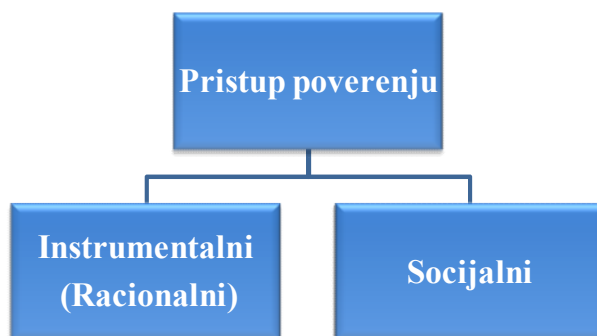 Pristup poverenju
Instrumentalni
(Racionalni)
Socijalni